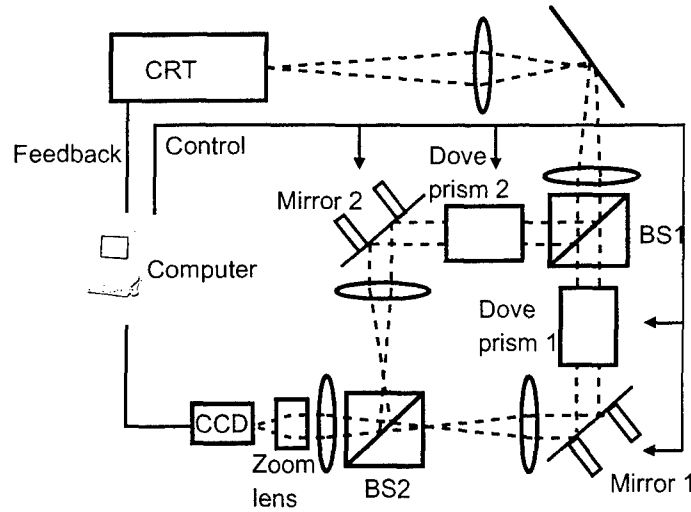 CRT
Feedback
Control
Mirror 2
Dove
prism 2
BS1
Computer
Dove
prism 1
CCD
Zoom
lens
BS2
Mirror 1